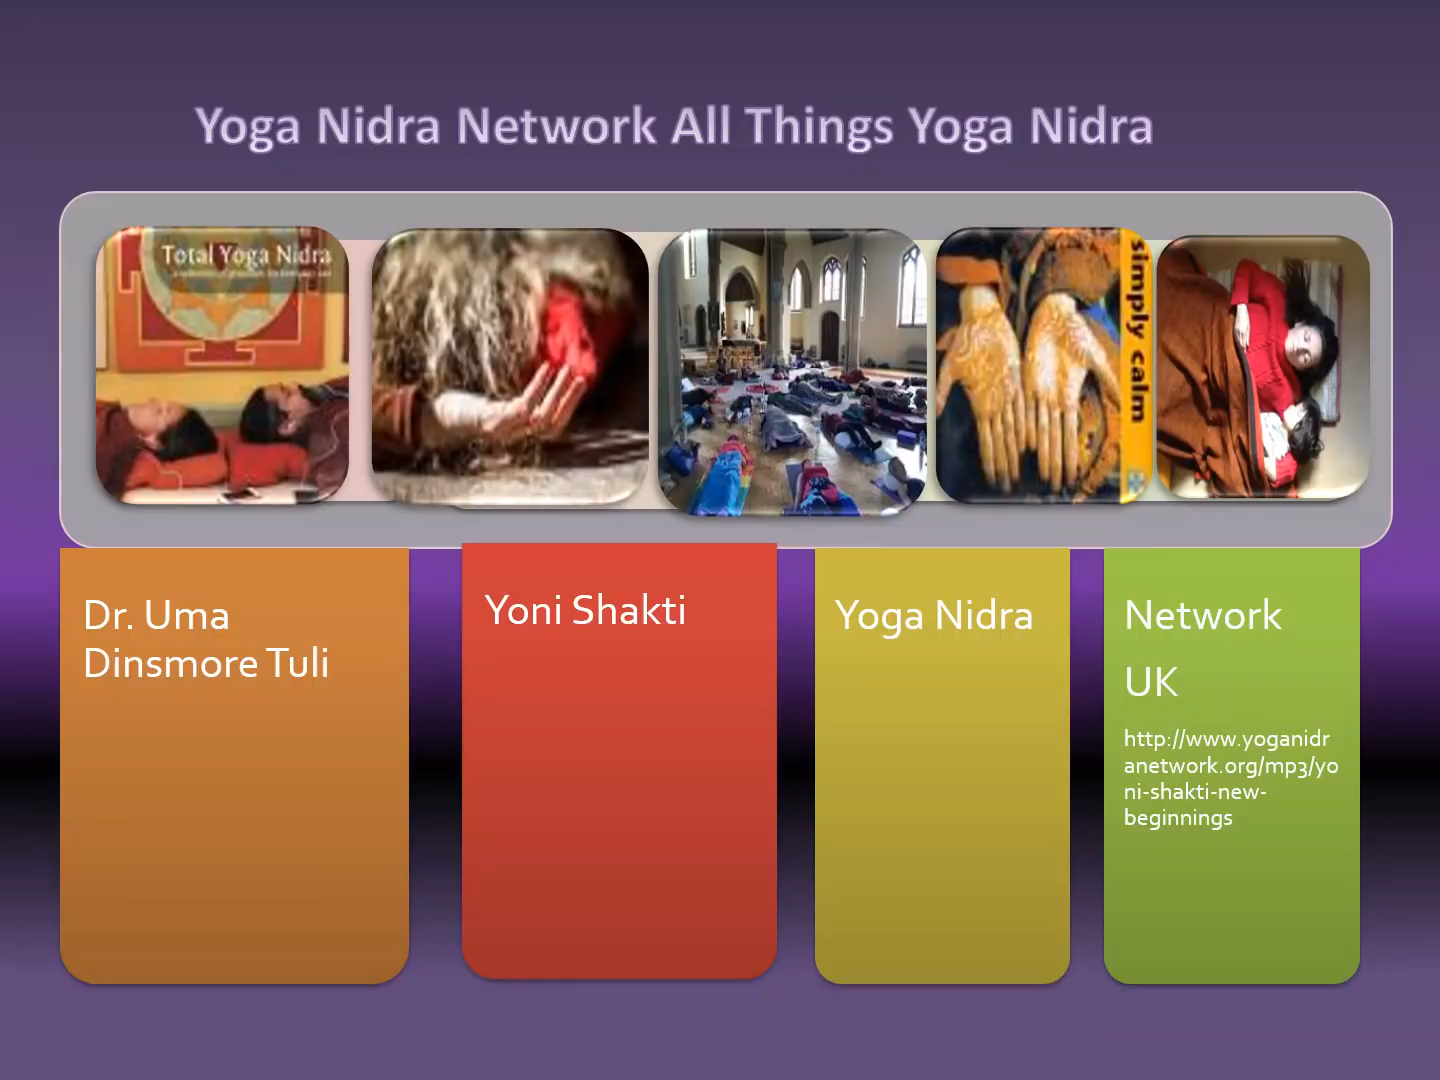 Yoga Nidra Network All Things Yoga Nidra
Total Yoga Nidra
simply calm
Dr. Uma
Dinsmore Tuli
Yoni Shakti
Yoga Nidra
Network
UK
http://www.yoganidr
anetwork.org/mp3/yo
ni-shakti-new-
beginnings